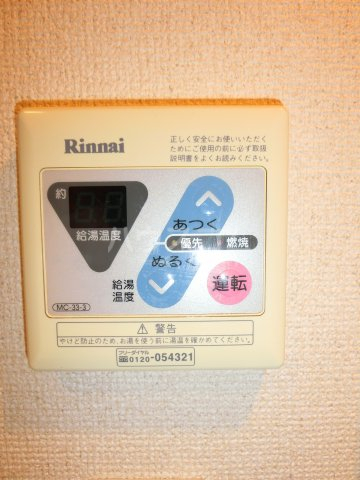 Rinnai
正しく安全にお使いいただく
ためにご使用の前に必ず取扱
説明書をよくお読みください。
約
給湯温度
あつく
優先 燃焼
ぬるく
給湯
温度
運転
MC-33-3
⚠ 警告
やけど防止のため、お湯を使う前に湯温を確かめてください。
フリーダイヤル
0120-054321